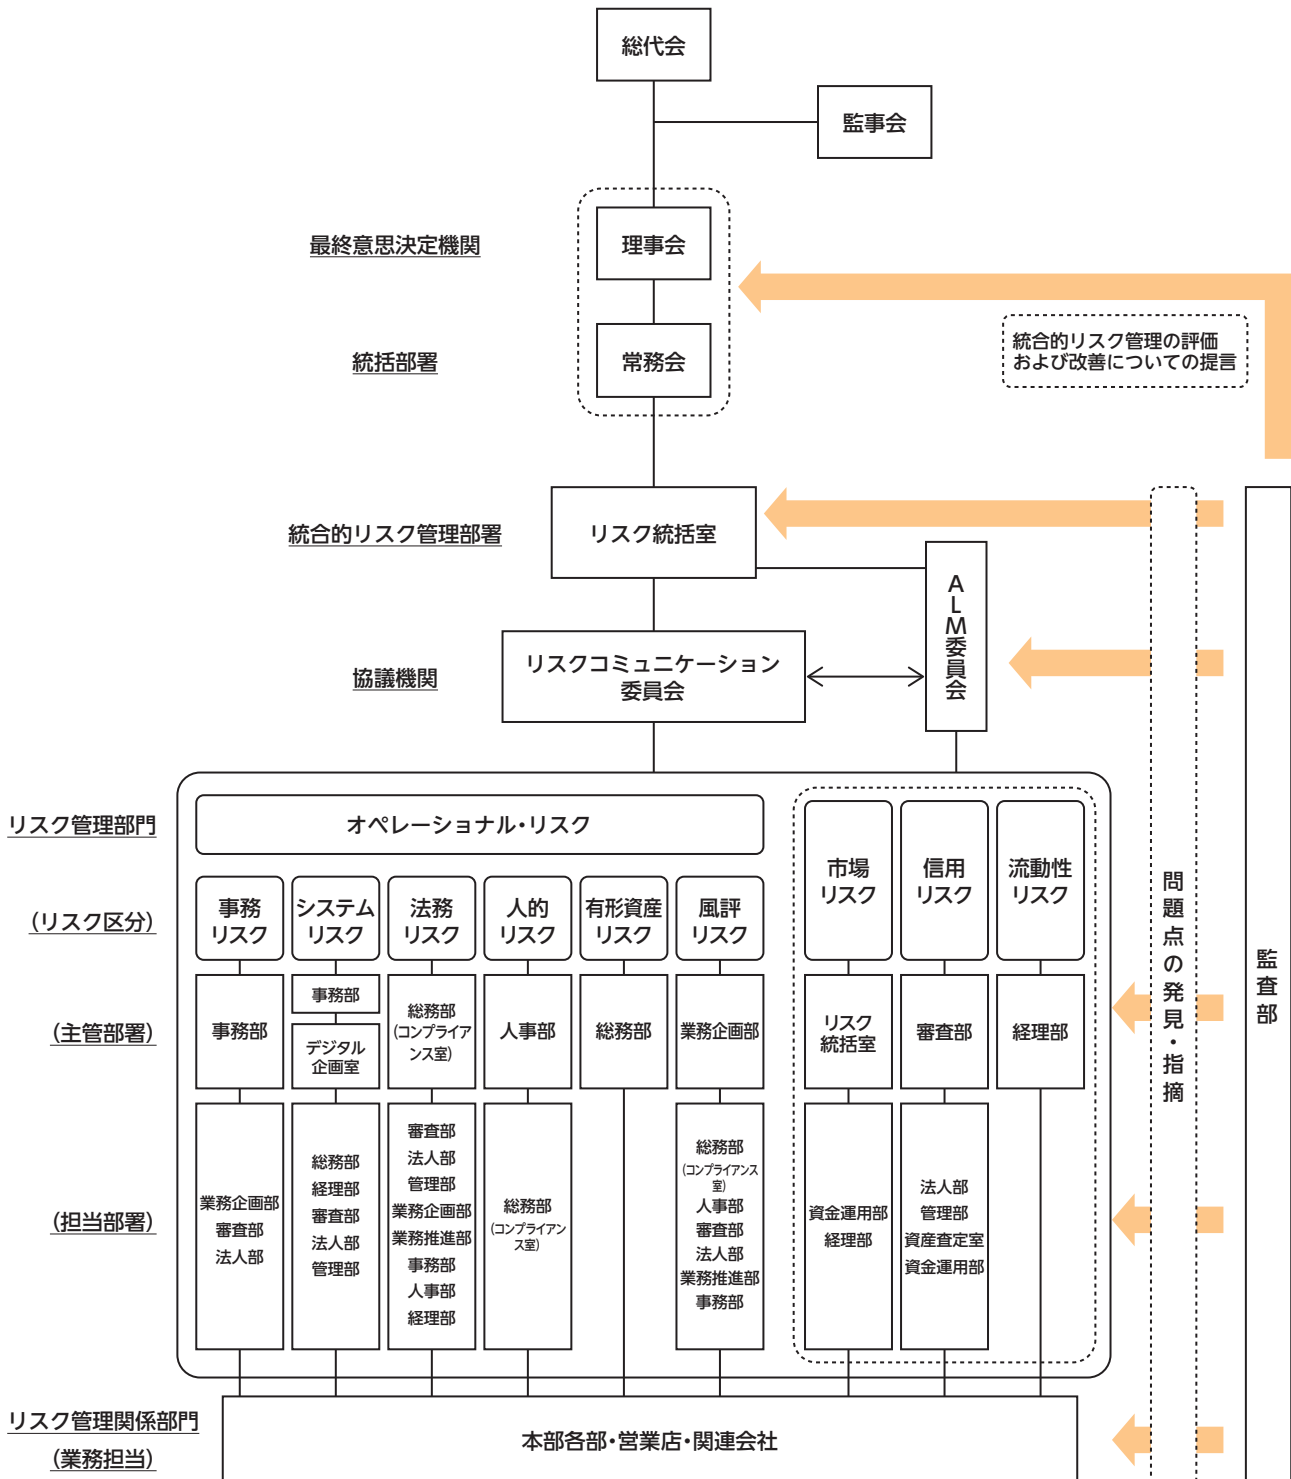 総代会
監事会
最終意思決定機関
理事会
統括部署
常務会
統合的リスク管理の評価
および改善についての提言
統合的リスク管理部署
リスク統括室
ALM委員会
協議機関
リスクコミュニケーション
委員会
リスク管理部門
オペレーショナル・リスク
市場
リスク
信用
リスク
流動性
リスク
(リスク区分)
事務
リスク
システム
リスク
法務
リスク
人的
リスク
有形資産
リスク
風評
リスク
(主管部署)
事務部
事務部
デジタル
企画室
総務部
(コンプライア
ンス室)
人事部
総務部
業務企画部
リスク
統括室
審査部
経理部
(担当部署)
業務企画部
審査部
法人部
総務部
経理部
審査部
法人部
管理部
審査部
法人部
管理部
業務企画部
業務推進部
事務部
人事部
経理部
総務部
(コンプライアン
ス室)
総務部
(コンプライアンス
室)
人事部
審査部
法人部
業務推進部
事務部
資金運用部
経理部
法人部
管理部
資産査定室
資金運用部
問題点の発見・指摘
監査部
リスク管理関係部門
(業務担当)
本部各部・営業店・関連会社